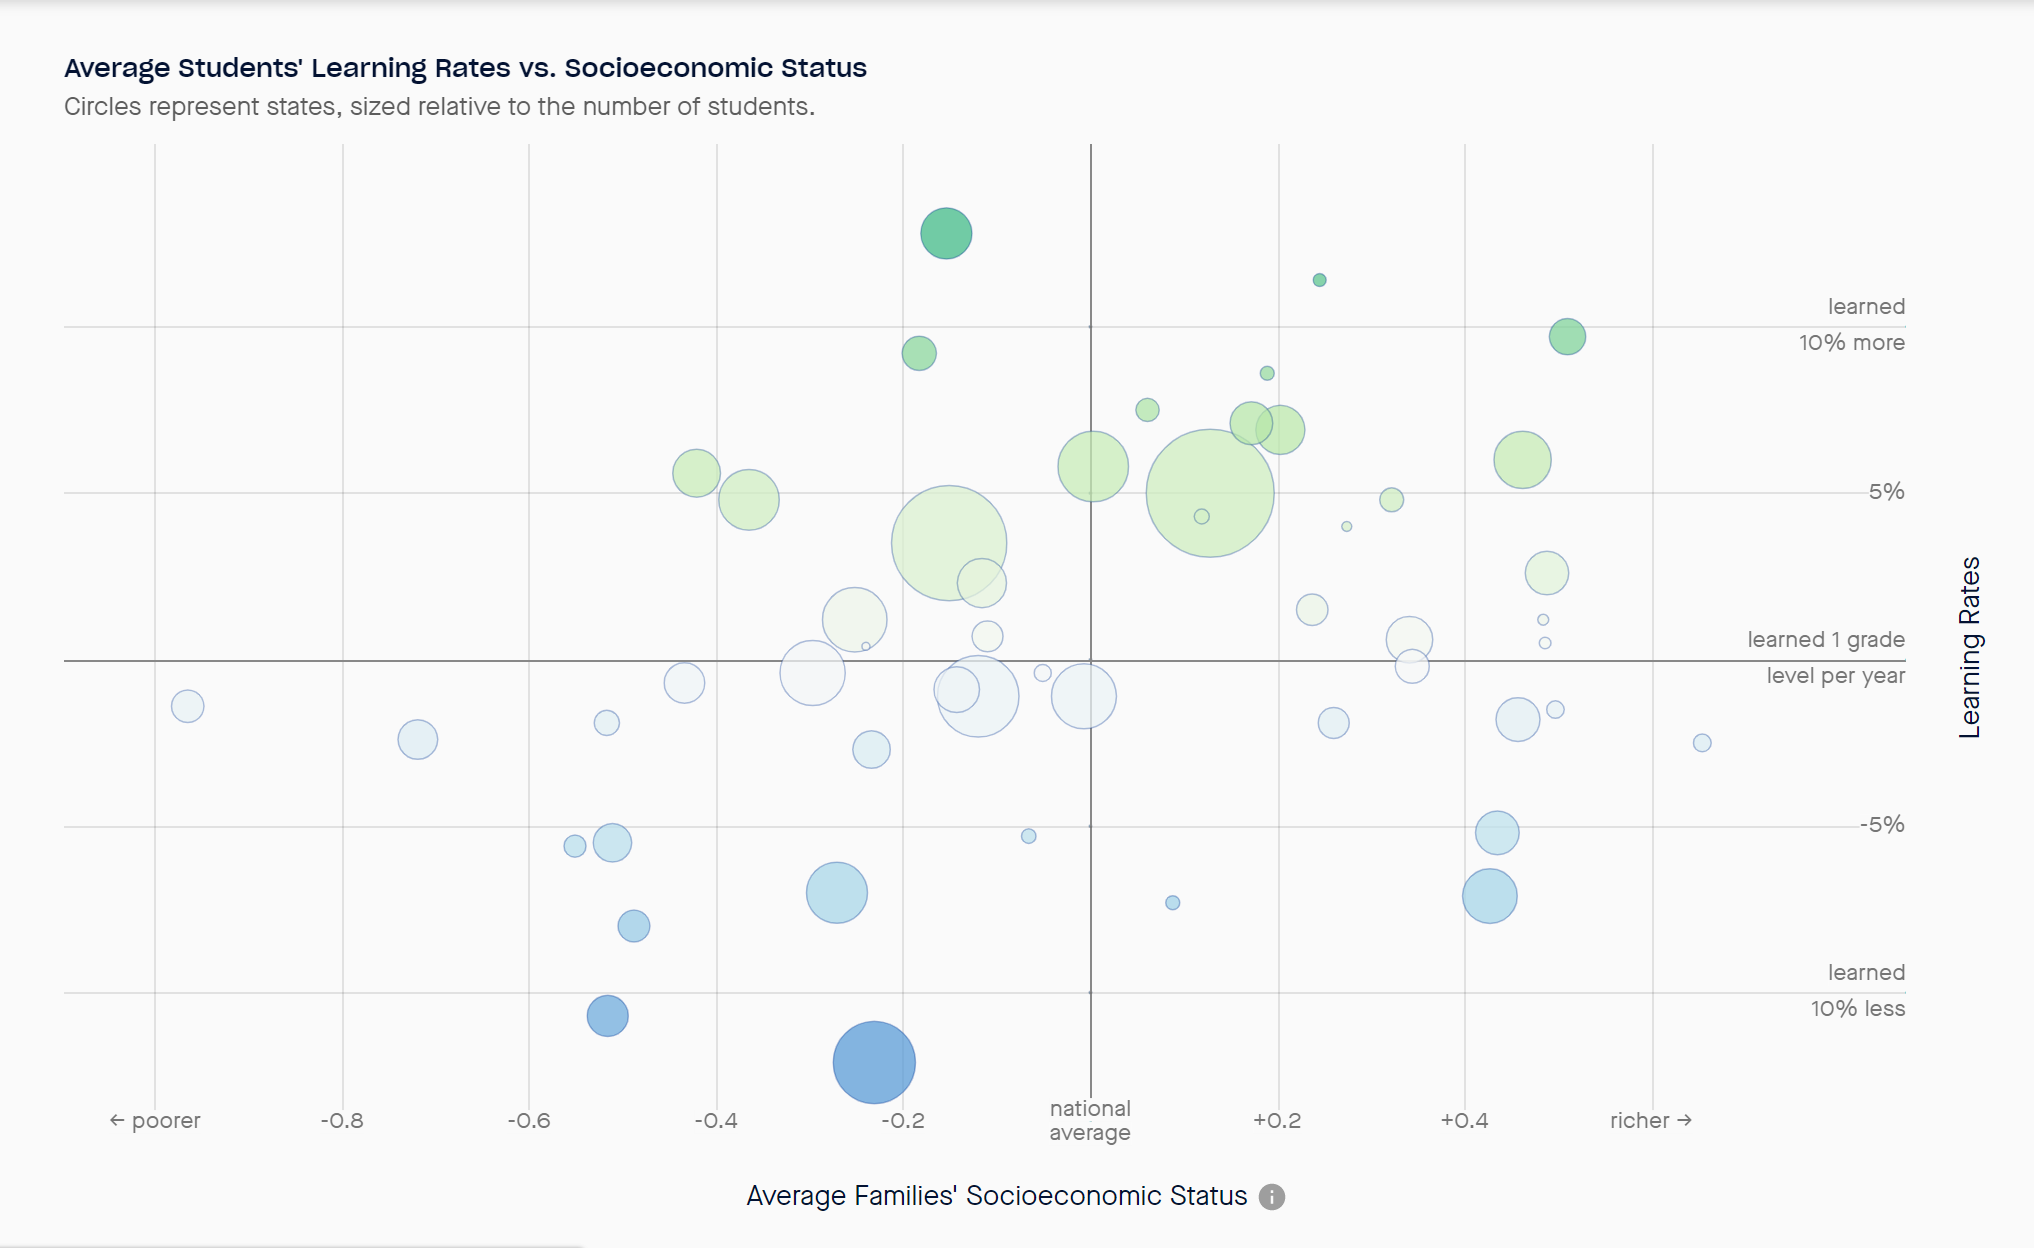 Average Students' Learning Rates vs. Socioeconomic Status
Circles represent states, sized relative to the number of students.
learned
10% more
5%
learned 1 grade
level per year
-5%
learned
10% less
Learning Rates
← poorer
-0.8
-0.6
-0.4
-0.2
national
average
+0.2
+0.4
richer →
Average Families' Socioeconomic Status
i